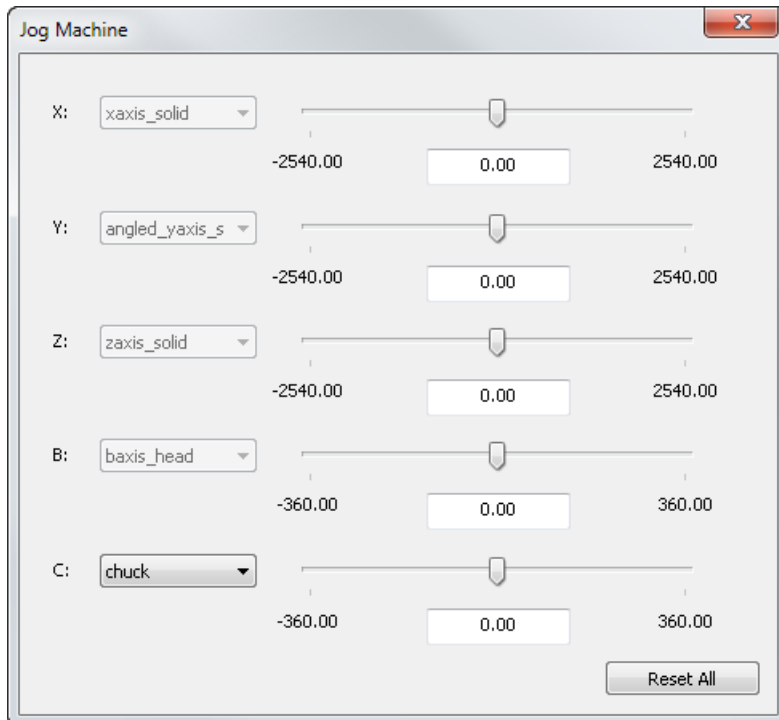 Jog Machine
X: xaxis_solid
-2540.00 0.00 2540.00
Y: angled_yaxis_s
-2540.00 0.00 2540.00
Z: zaxis_solid
-2540.00 0.00 2540.00
B: baxis_head
-360.00 0.00 360.00
C: chuck
-360.00 0.00 360.00
Reset All